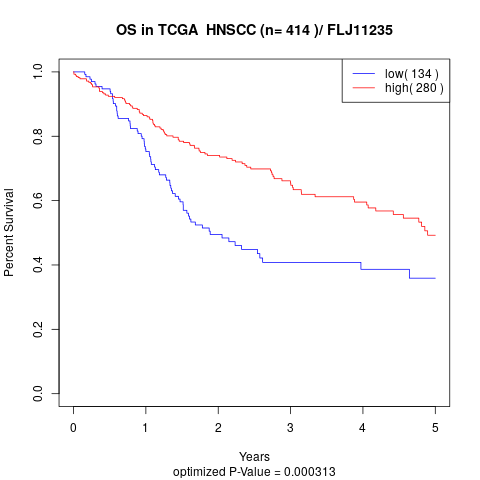 OS in TCGA  HNSCC (n= 414 )/ FLJ11235
low( 134 )
high( 280 )
Percent Survival
1.0
0.8
0.6
0.4
0.2
0.0
0 1 2 3 4 5
Years
optimized P-Value = 0.000313